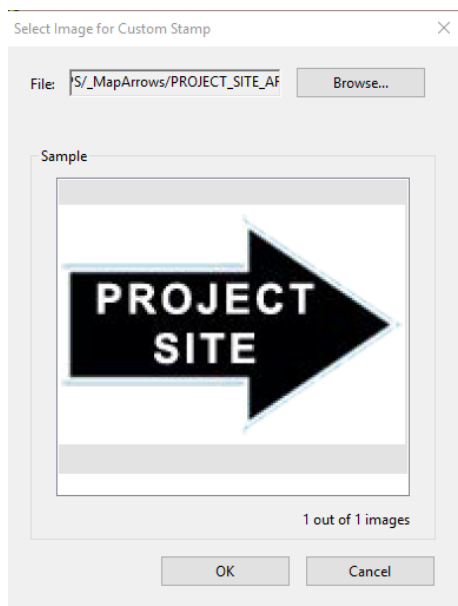 Select Image for Custom Stamp
File: 'S/_MapArrows/PROJECT_SITE_AF Browse...
Sample
PROJECT
SITE
1 out of 1 images
OK Cancel